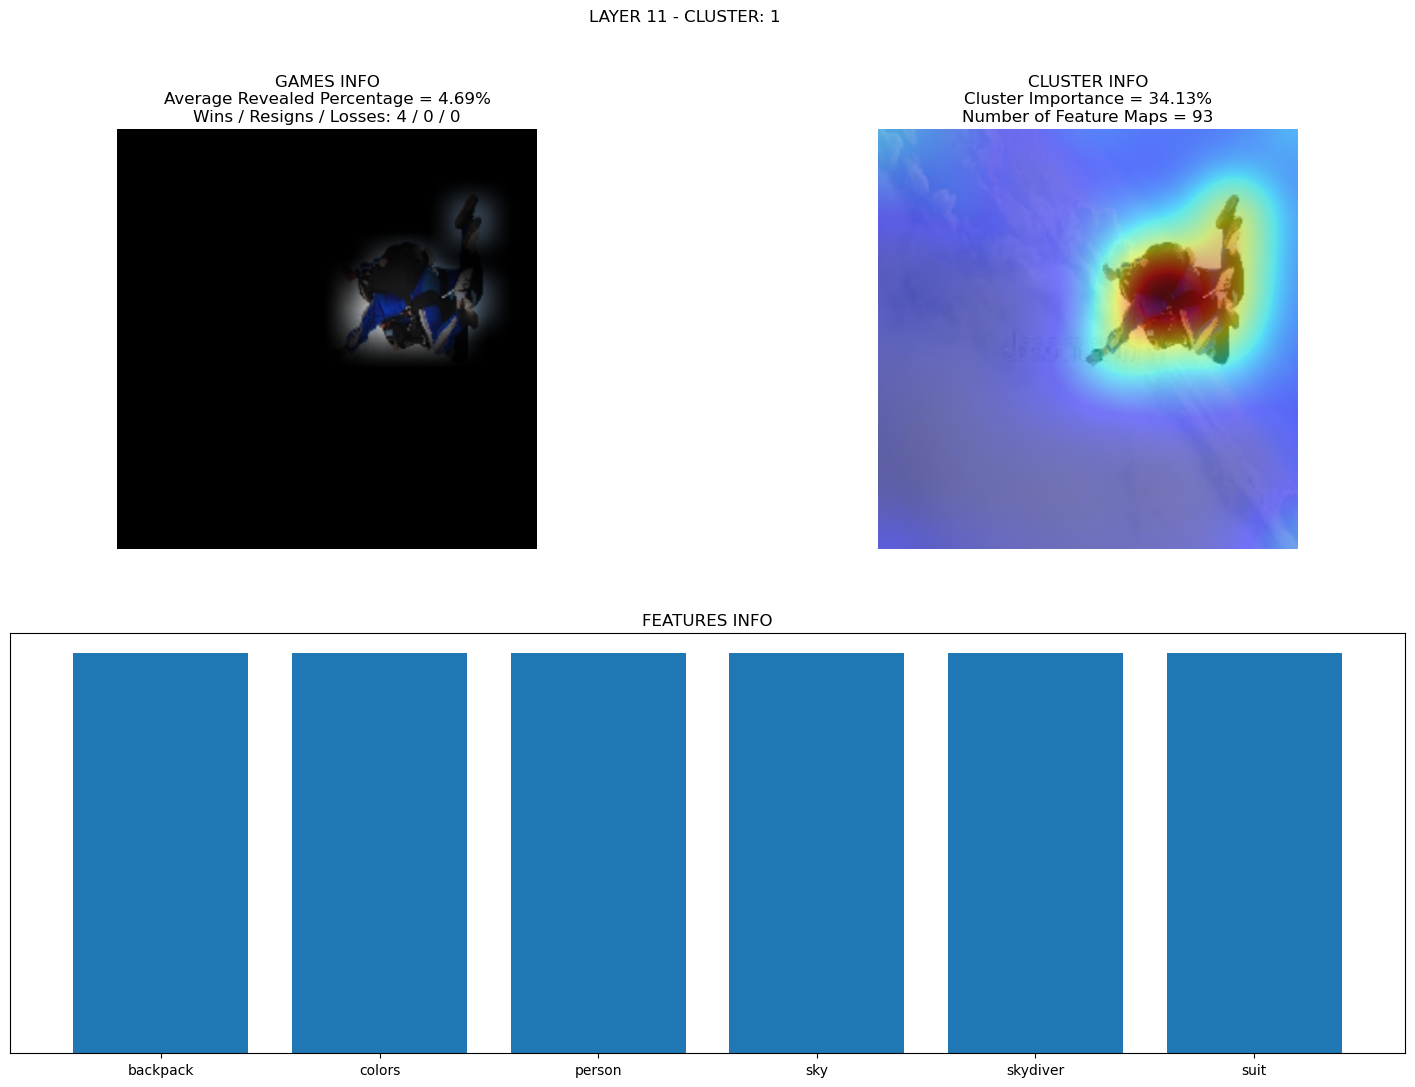 LAYER 11 - CLUSTER: 1
GAMES INFO
Average Revealed Percentage = 4.69%
Wins / Resigns / Losses: 4 / 0 / 0
CLUSTER INFO
Cluster Importance = 34.13%
Number of Feature Maps = 93
FEATURES INFO
backpack
colors
person
sky
skydiver
suit